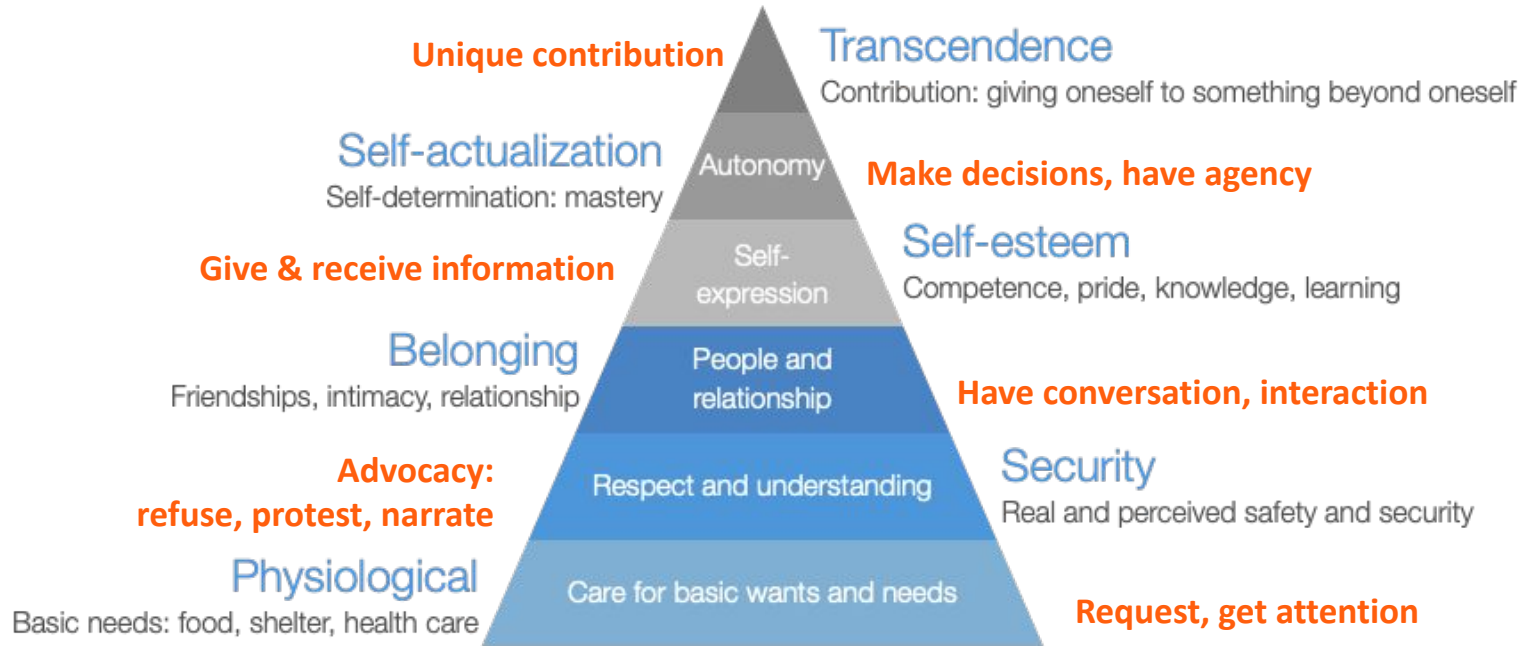 Unique contribution
Transcendence
Contribution: giving oneself to something beyond oneself
Self-actualization
Self-determination: mastery
Autonomy
Make decisions, have agency
Give & receive information
Self-
expression
Self-esteem
Competence, pride, knowledge, learning
Belonging
Friendships, intimacy, relationship
People and
relationship
Have conversation, interaction
Advocacy:
refuse, protest, narrate
Respect and understanding
Security
Real and perceived safety and security
Physiological
Basic needs: food, shelter, health care
Care for basic wants and needs
Request, get attention